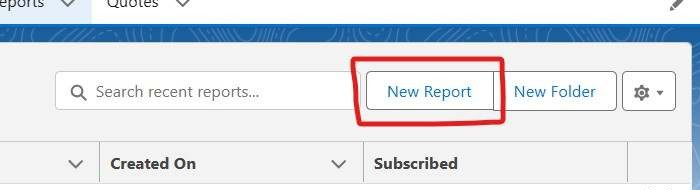 eports Quotes
Search recent reports... New Report New Folder
Created On Subscribed